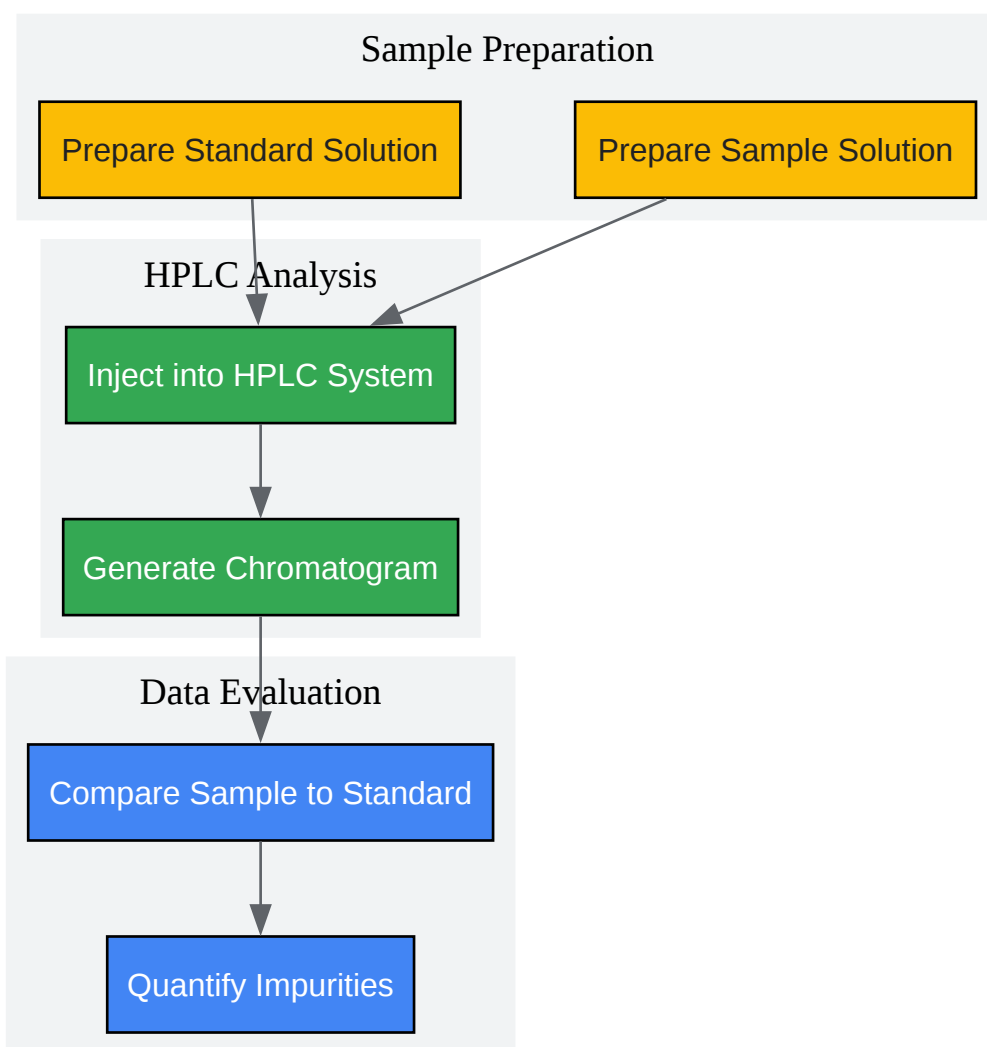 Sample Preparation
Prepare Standard Solution
Prepare Sample Solution
HPLC Analysis
Inject into HPLC System
Generate Chromatogram
Data Evaluation
Compare Sample to Standard
Quantify Impurities